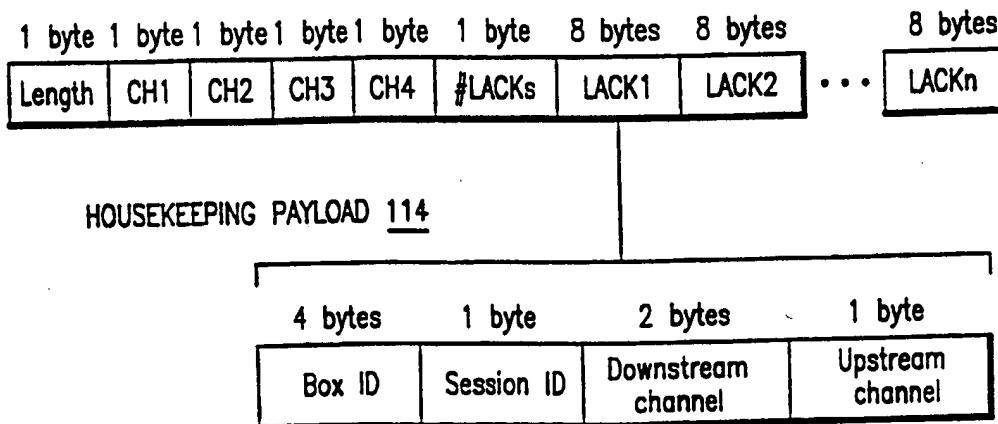 1 byte 1 byte 1 byte 1 byte 1 byte 1 byte 8 bytes 8 bytes 8 bytes
Length CH1 CH2 CH3 CH4 #LACKs LACK1 LACK2 • • • LACKn
HOUSEKEEPING PAYLOAD 114
4 bytes 1 byte 2 bytes 1 byte
Box ID Session ID Downstream channel Upstream channel